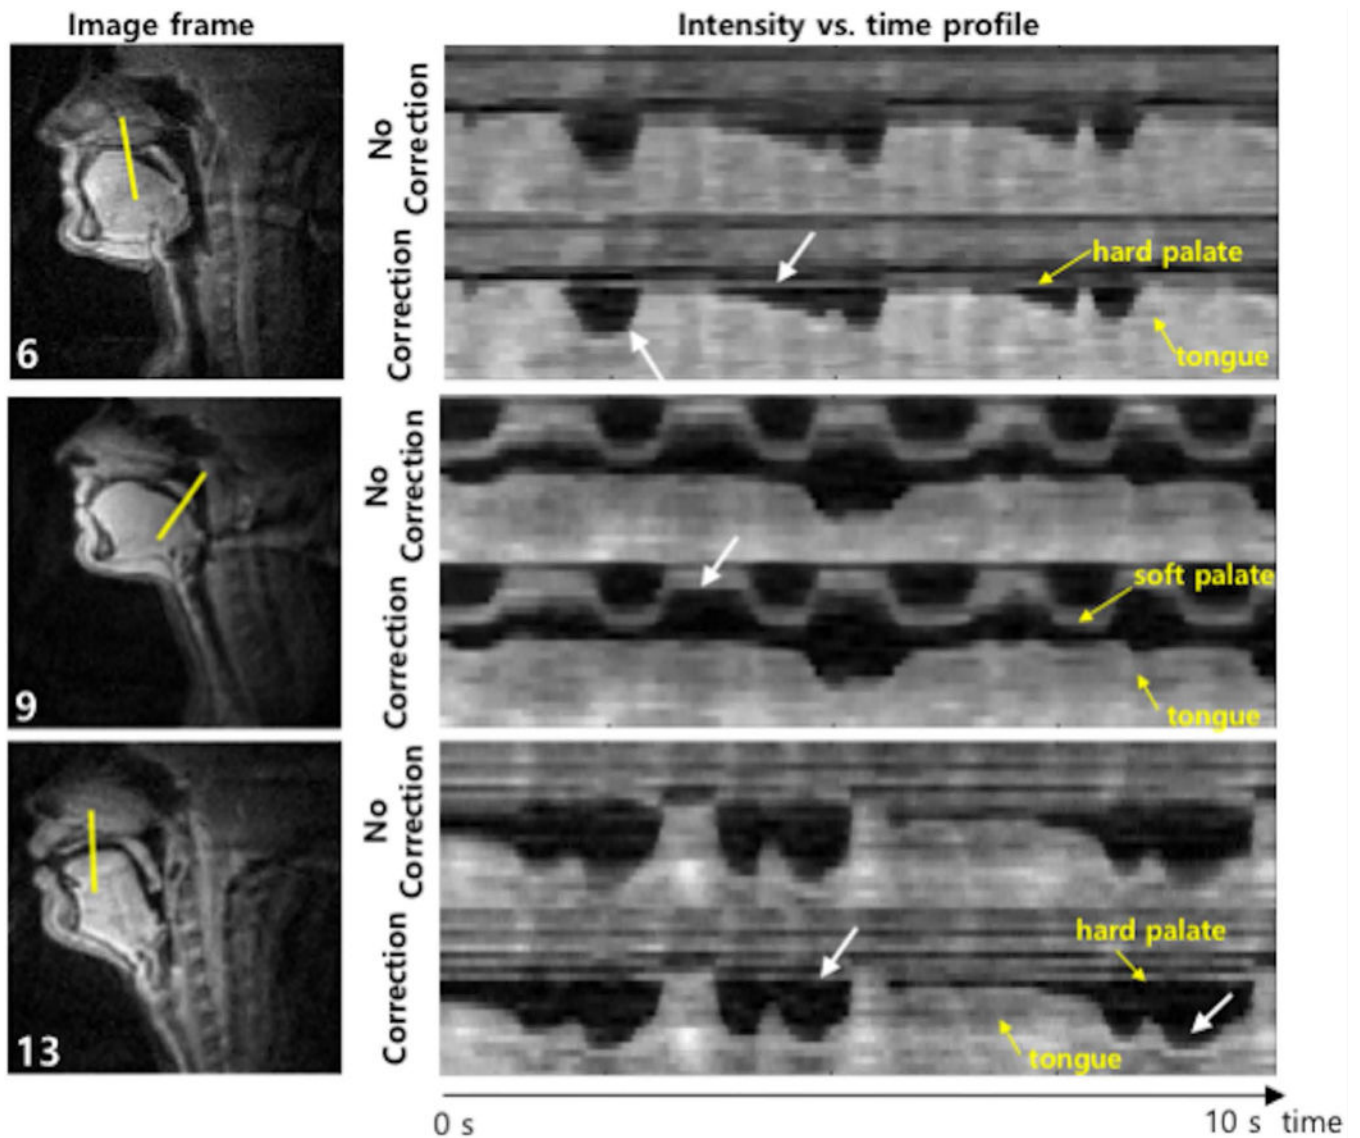 Image frame
Intensity vs. time profile
No
Correction
Correction
hard palate
tongue
6
No
Correction
Correction
soft palate
tongue
9
No
Correction
Correction
hard palate
tongue
13
0 s
10 s time